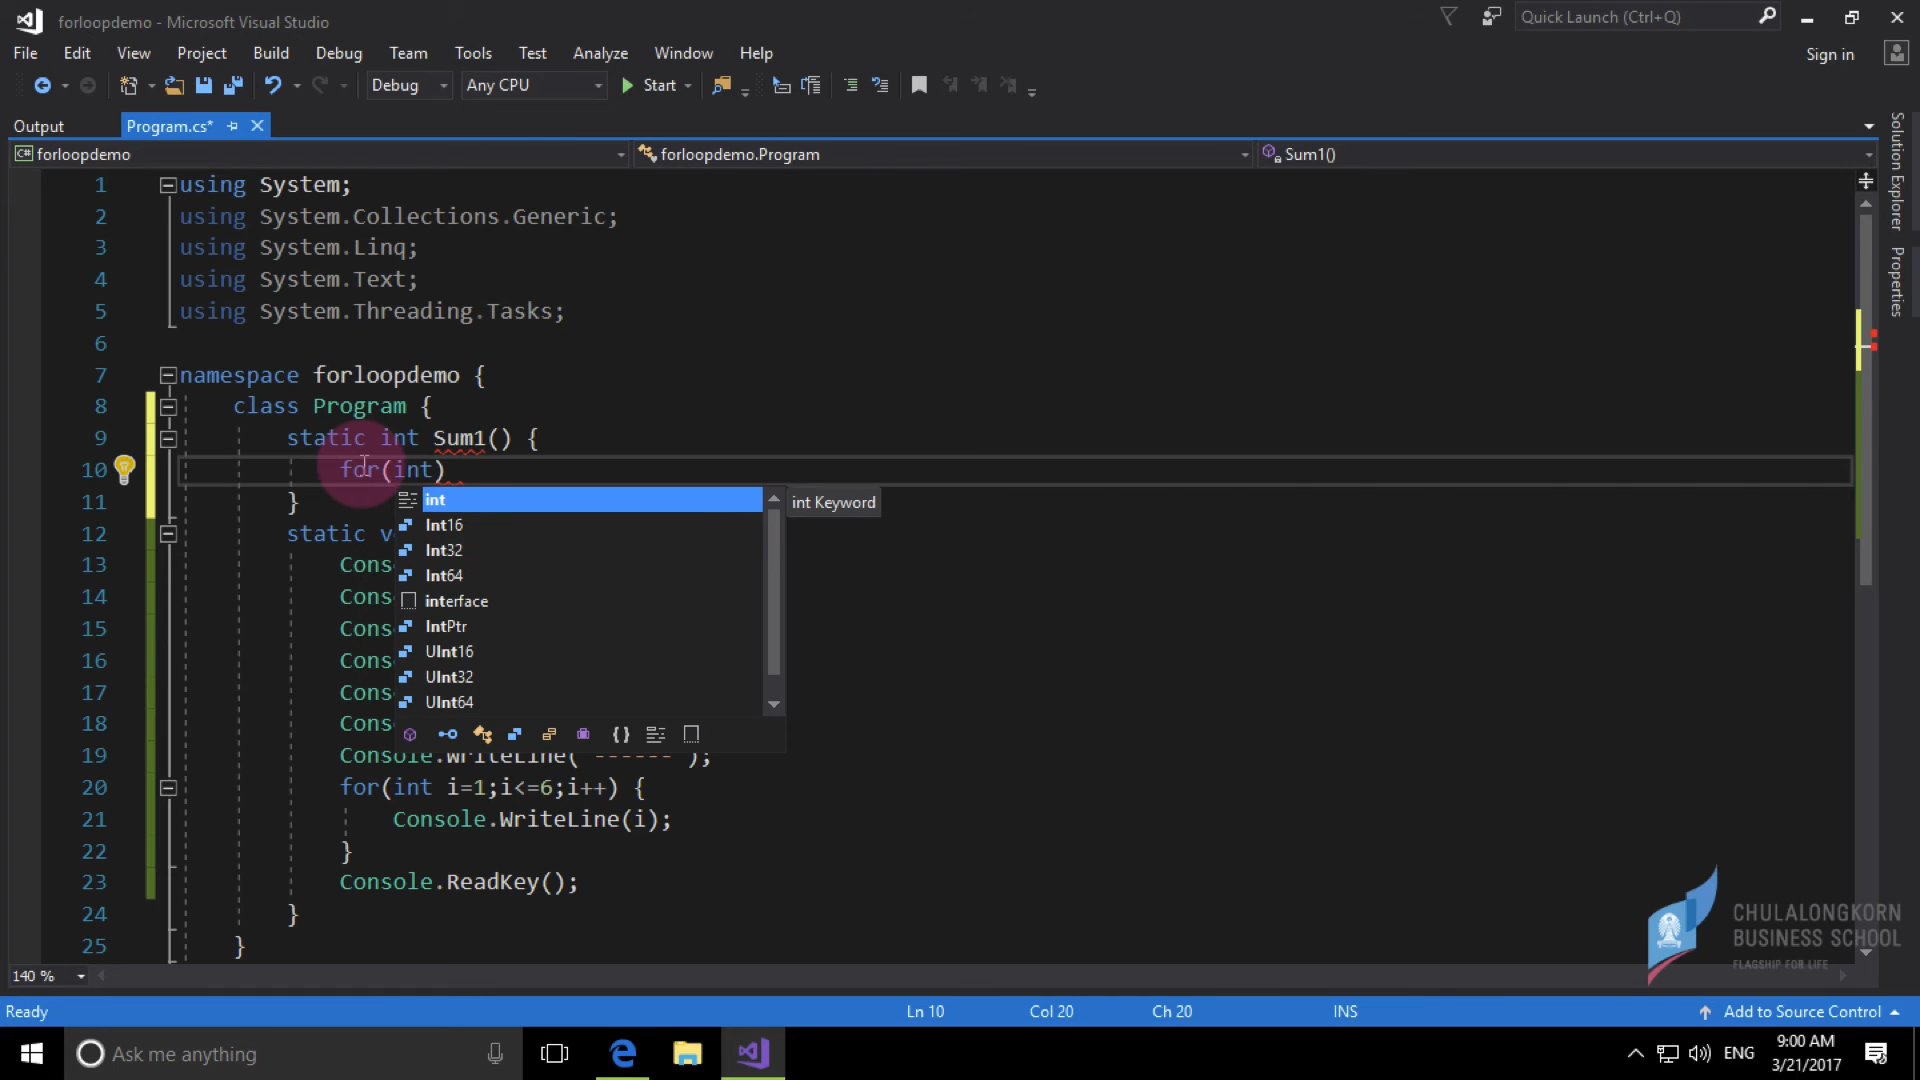 forloopdemo - Microsoft Visual Studio
Quick Launch (Ctrl+Q)
File Edit View Project Build Debug Team Tools Test Analyze Window Help
Sign in
Debug Any CPU Start
Output Program.cs*
forloopdemo forloopdemo.Program Sum1()
Solution Explorer
Properties
1 using System;
2 using System.Collections.Generic;
3 using System.Linq;
4 using System.Text;
5 using System.Threading.Tasks;
6
7 namespace forloopdemo {
8 class Program {
9 static int Sum1() {
10 for(int)
11 }
int
int Keyword
Int16
Int32
Int64
interface
IntPtr
UInt16
UInt32
UInt64
12 static v
13 Cons
14 Cons
15 Cons
16 Cons
17 Cons
18 Cons
19 Console.WriteLine("------");
20 for(int i=1;i<=6;i++) {
21 Console.WriteLine(i);
22 }
23 Console.ReadKey();
24 }
25 }
CHULALONGKORN
BUSINESS SCHOOL
FLAGSHIP FOR LIFE
140 %
Ready Ln 10 Col 20 Ch 20 INS Add to Source Control
Ask me anything
ENG
9:00 AM
3/21/2017